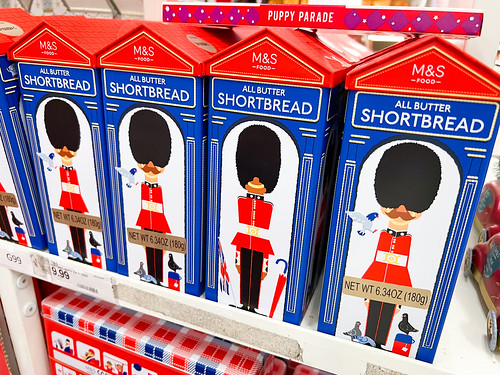 PUPPY PARADE
M&S
FOOD
ALL BUTTER
SHORTBREAD
NET WT 6.34OZ (180g)
M&S
FOOD
ALL BUTTER
SHORTBREAD
NET WT 6.34OZ (180g)
M&S
FOOD
ALL BUTTER
SHORTBREAD
M&S
FOOD
ALL BUTTER
SHORTBREAD
NET WT 6.34OZ (180g)
G99
9.99